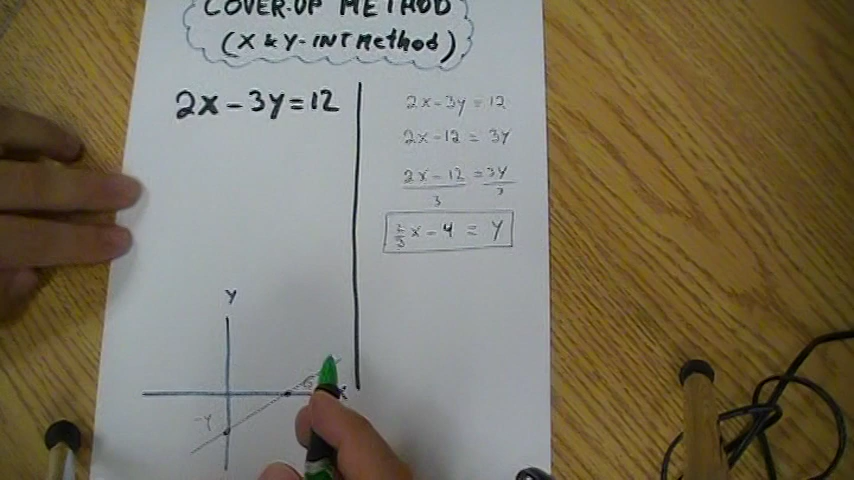 COVER-UP METHOD
(X & Y-INT Method)
2X - 3Y = 12
2X - 3y = 12
2X - 12 = 3Y
2X - 12 = 3Y
3 3
2/3 X - 4 = Y
Y
6 X
-4